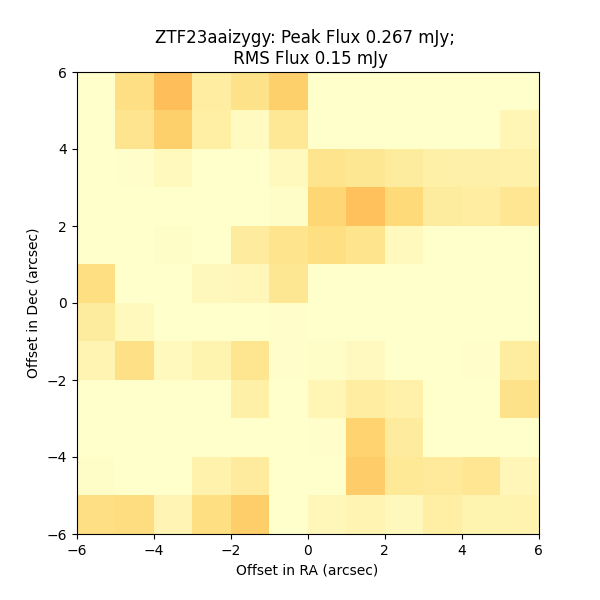 ZTF23aaizygy: Peak Flux 0.267 mJy;
RMS Flux 0.15 mJy
6
4
2
0
−2
−4
−6
Offset in Dec (arcsec)
−6 −4 −2 0 2 4 6
Offset in RA (arcsec)